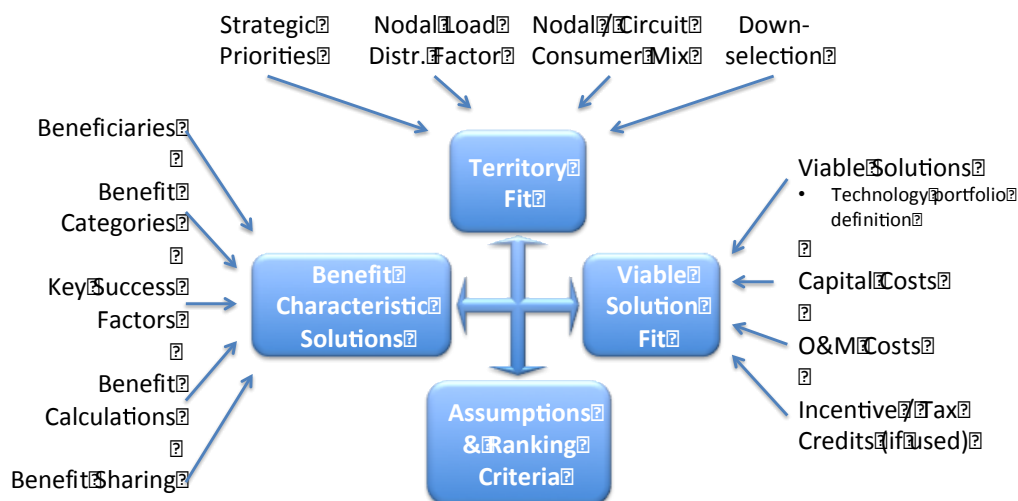 Strategic
Priorities
Nodal Load
Distr. Factor
Nodal / Circuit
Consumer Mix
Down-
selection
Beneficiaries
Benefit
Categories
Key Success
Factors
Benefit
Calculations
Benefit Sharing
Territory
Fit
Benefit
Characteristic
Solutions
Viable
Solution
Fit
Assumptions
& Ranking
Criteria
Viable Solutions
• Technology portfolio
definition
Capital Costs
O&M Costs
Incentive / Tax
Credits (if used)